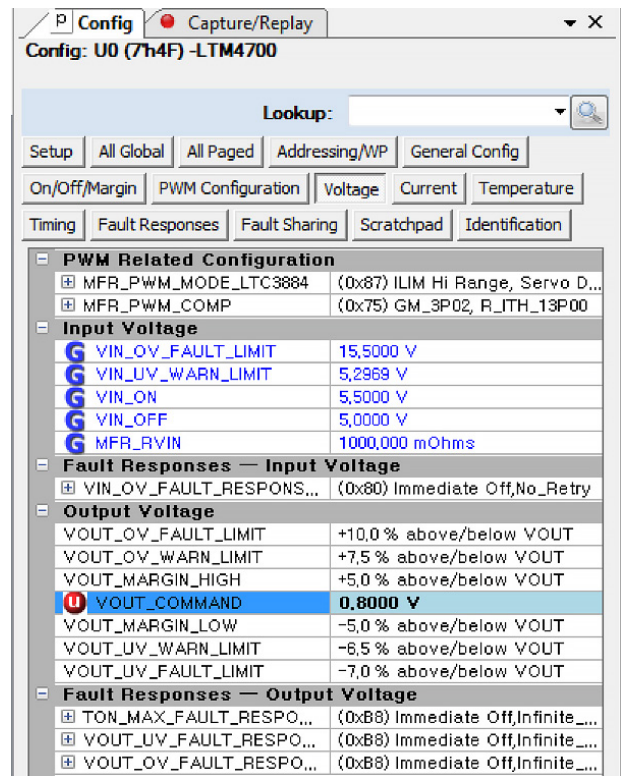 P Config Capture/Replay
Config: U0 (7'h4F) -LTM4700
Lookup:
Setup All Global All Paged Addressing/WP General Config
On/Off/Margin PWM Configuration Voltage Current Temperature
Timing Fault Responses Fault Sharing Scratchpad Identification
PWM Related Configuration
MFR_PWM_MODE_LTC3884 (0x87) ILIM Hi Range, Servo D...
MFR_PWM_COMP (0x75) GM_3P02, R_ITH_13P00
Input Voltage
G VIN_OV_FAULT_LIMIT 15,5000 V
G VIN_UV_WARN_LIMIT 5,2969 V
G VIN_ON 5,5000 V
G VIN_OFF 5,0000 V
G MFR_RVIN 1000,000 mOhms
Fault Responses — Input Voltage
VIN_OV_FAULT_RESPONS... (0x80) Immediate Off,No_Retry
Output Voltage
VOUT_OV_FAULT_LIMIT +10,0 % above/below VOUT
VOUT_OV_WARN_LIMIT +7,5 % above/below VOUT
VOUT_MARGIN_HIGH +5,0 % above/below VOUT
U VOUT_COMMAND 0,8000 V
VOUT_MARGIN_LOW -5,0 % above/below VOUT
VOUT_UV_WARN_LIMIT -6,5 % above/below VOUT
VOUT_UV_FAULT_LIMIT -7,0 % above/below VOUT
Fault Responses — Output Voltage
TON_MAX_FAULT_RESPO... (0xB8) Immediate Off,Infinite_...
VOUT_UV_FAULT_RESPO... (0xB8) Immediate Off,Infinite_...
VOUT_OV_FAULT_RESPO... (0xB8) Immediate Off,Infinite_...